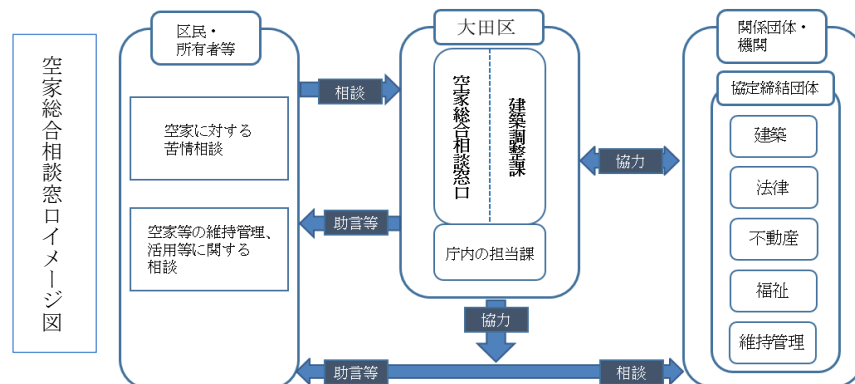 空家総合相談窓口イメージ図
区民・
所有者等
空家に対する
苦情相談
空家等の維持管理、
活用等に関する
相談
相談
助言等
大田区
空家総合相談窓口
建築調整課
庁内の担当課
協力
協力
助言等
相談
関係団体・
機関
協定締結団体
建築
法律
不動産
福祉
維持管理